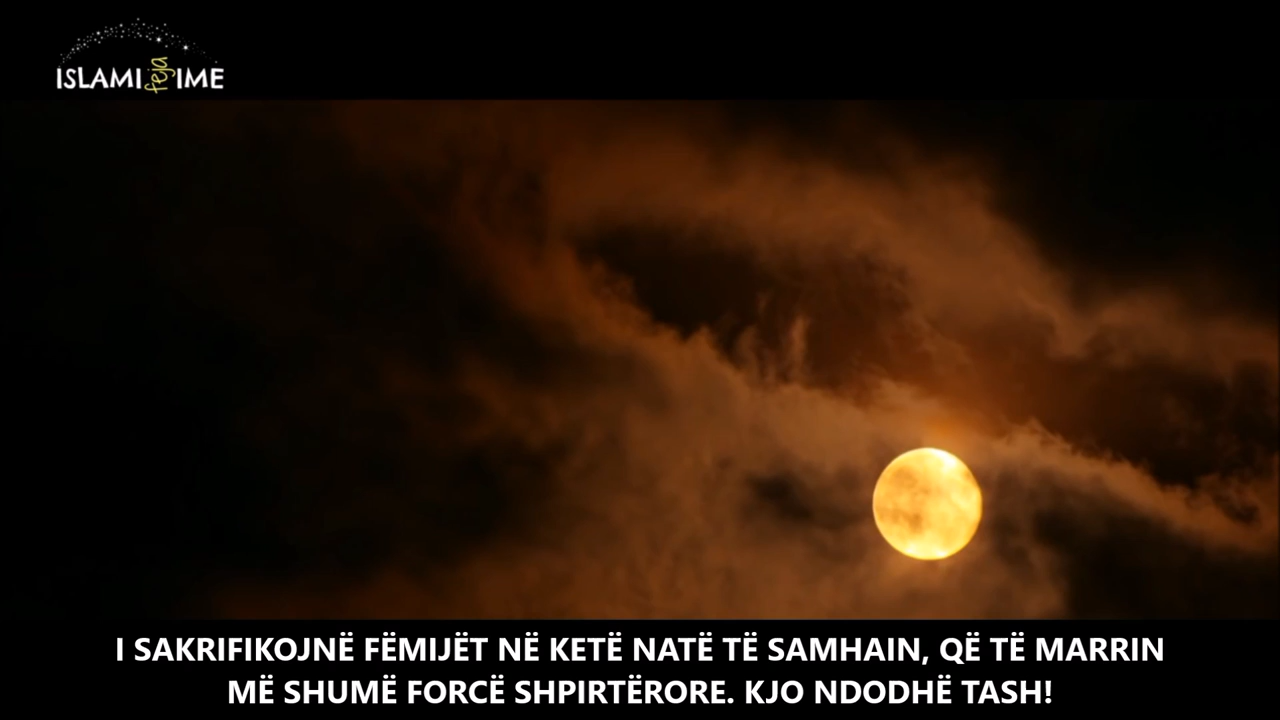 ISLAMI feja IME
I SAKRIFIKOJNË FËMIJËT NË KETË NATË TË SAMHAIN, QË TË MARRIN
MË SHUMË FORCË SHPIRTËRORE. KJO NDODHË TASH!